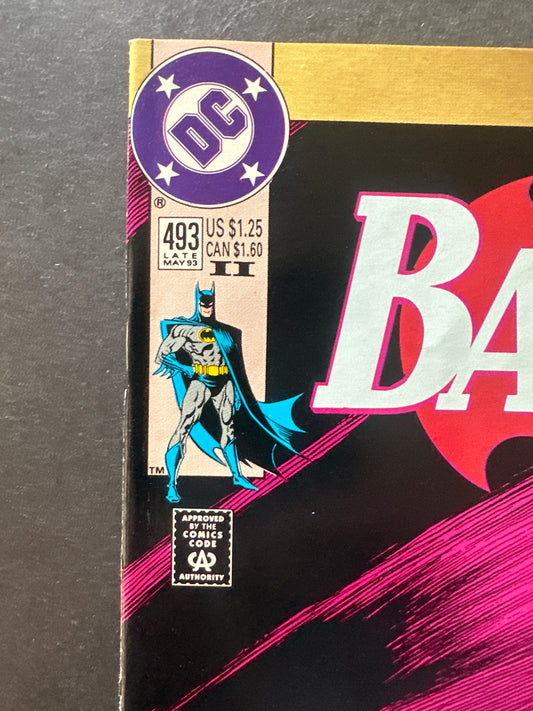 DC
®
493
LATE
MAY 93
US $1.25
CAN $1.60
II
BA
TM
APPROVED
BY THE
COMICS
CODE
CA
AUTHORITY